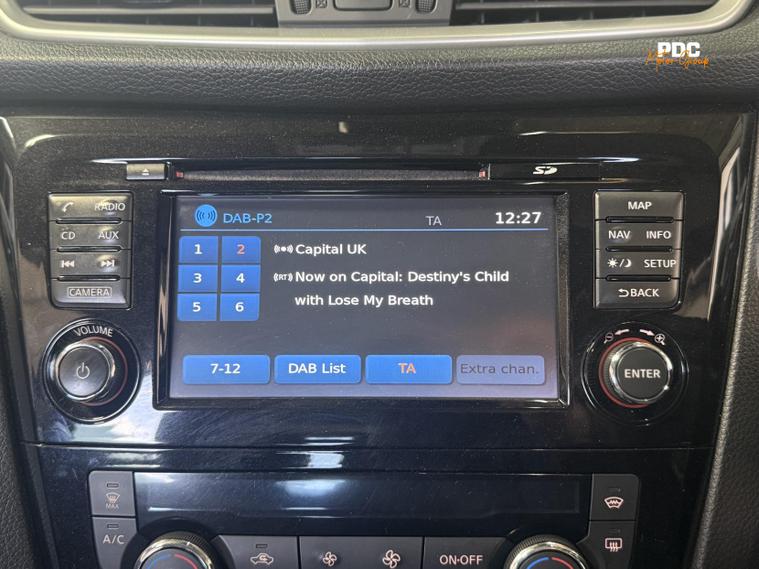 PDC
Motor Group
SD
RADIO
CD AUX
CAMERA
VOLUME
DAB-P2
TA
12:27
1 2
3 4
5 6
Capital UK
(RT) Now on Capital: Destiny's Child
with Lose My Breath
7-12
DAB List
TA
Extra chan.
MAP
NAV INFO
SETUP
BACK
ENTER
MAX
A/C
ON·OFF